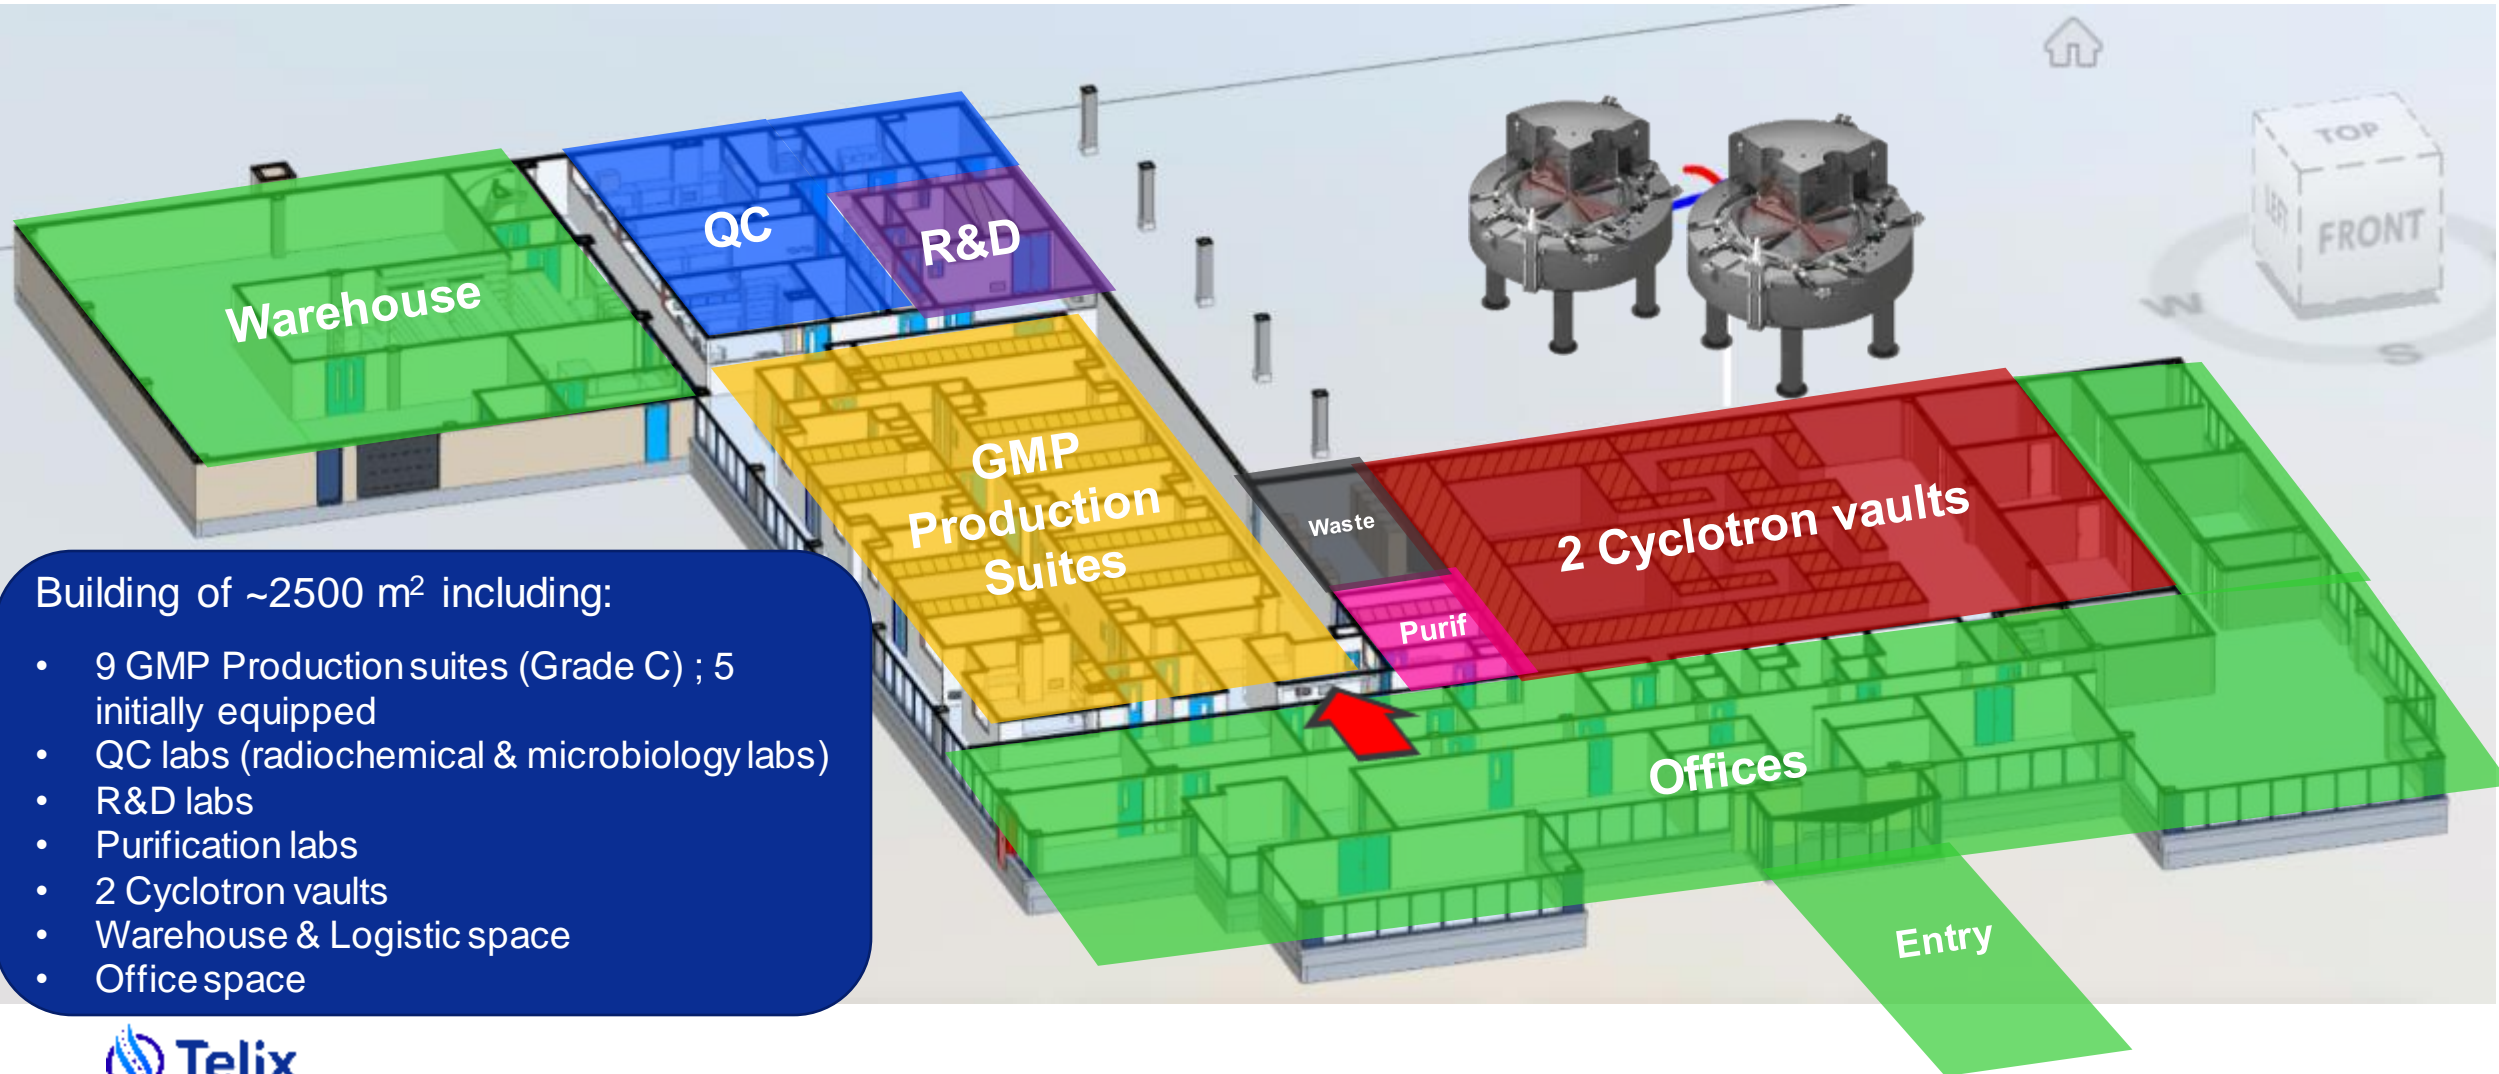 TOP
LEFT
FRONT
W
S
QC
R&D
Warehouse
GMP
Production
Suites
Waste
2 Cyclotron vaults
Purif
Offices
Entry
Building of ~2500 m² including:
• 9 GMP Production suites (Grade C) ; 5
initially equipped
• QC labs (radiochemical & microbiology labs)
• R&D labs
• Purification labs
• 2 Cyclotron vaults
• Warehouse & Logistic space
• Office space
Telix